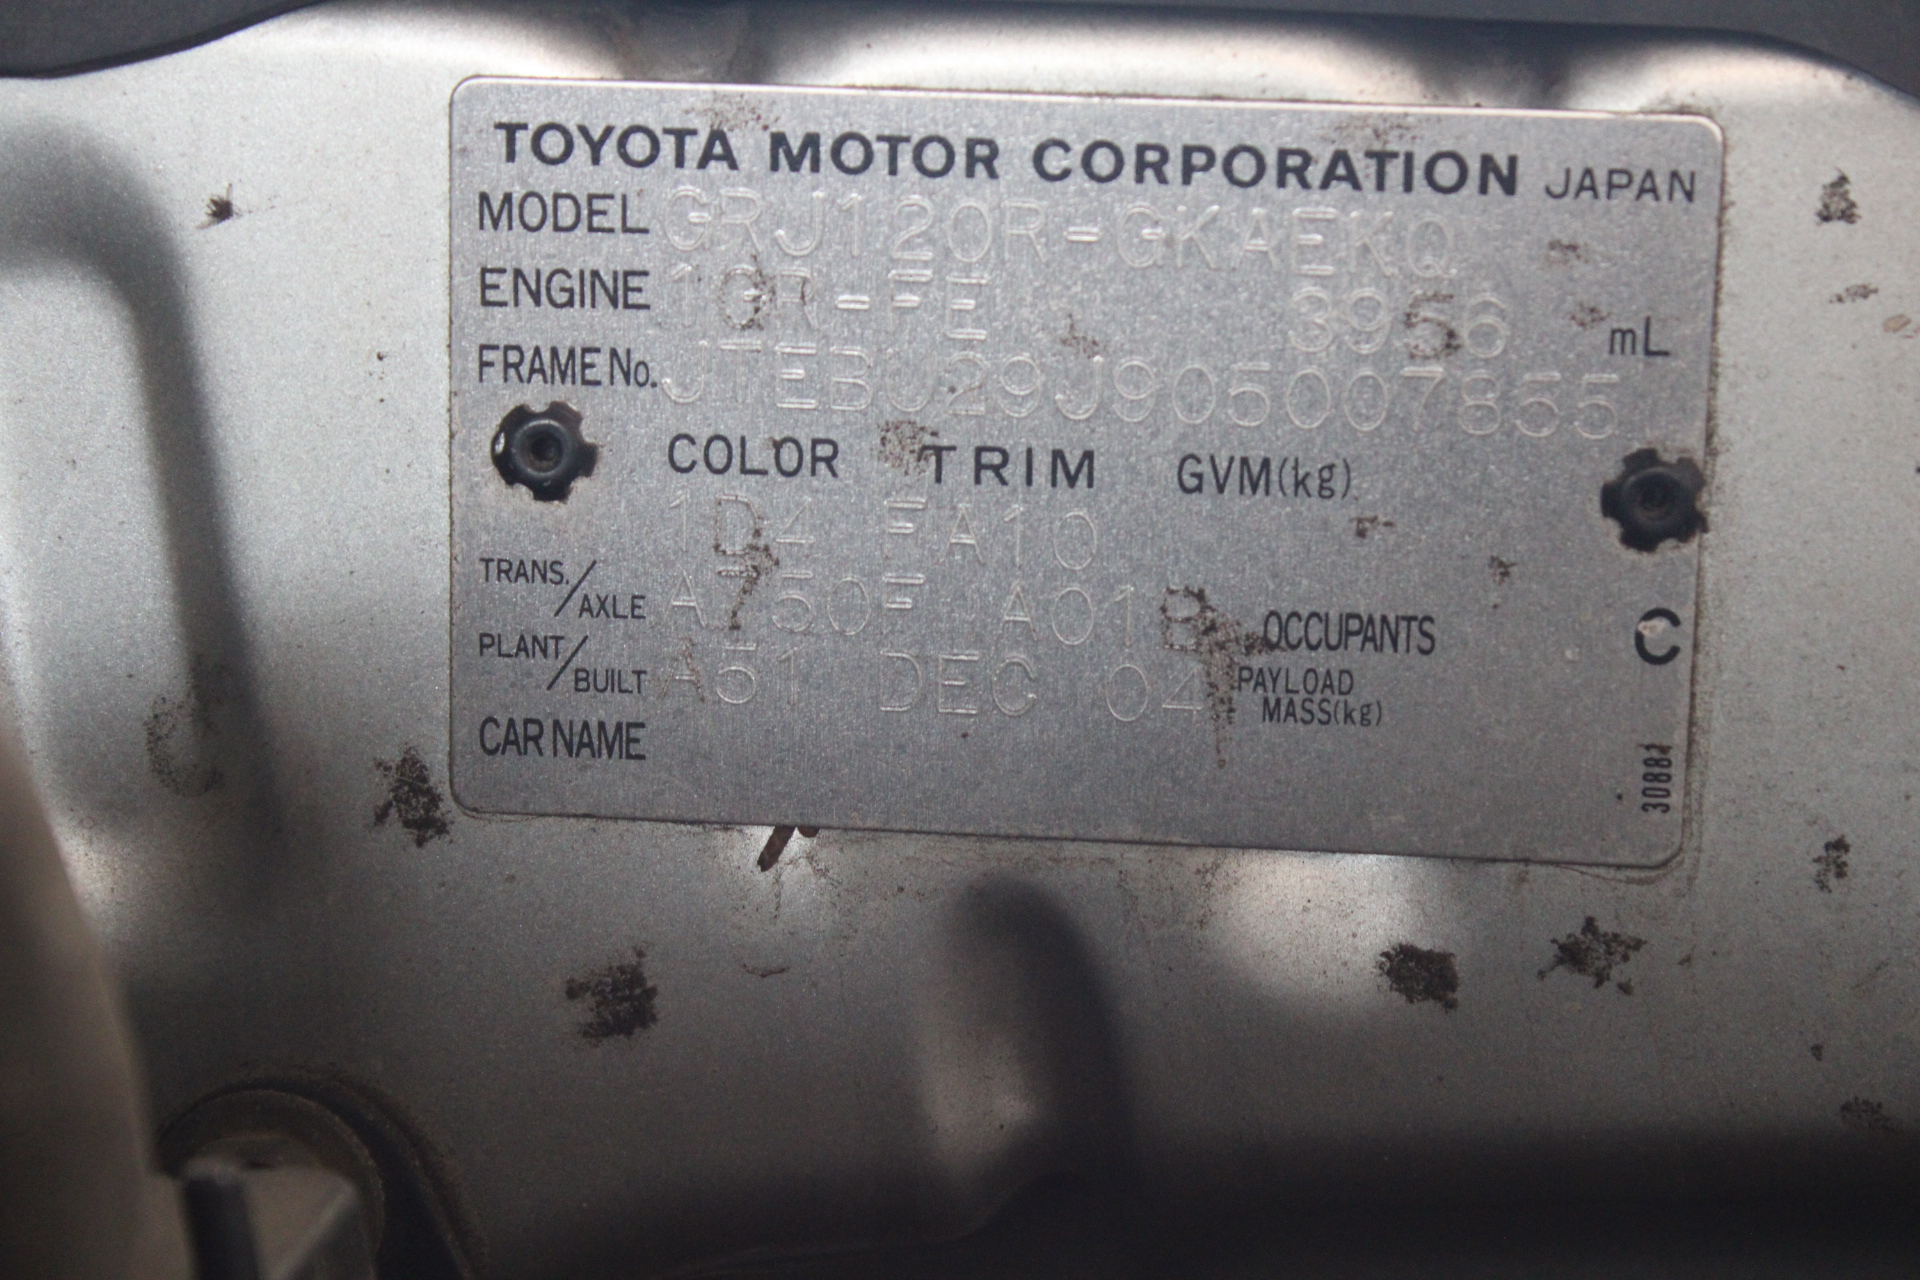 TOYOTA MOTOR CORPORATION JAPAN
MODEL GRJ120R-GKAEKQ
ENGINE 1GR-FE 3956 mL
FRAME No. JTEBU29J905007855
COLOR TRIM GVM(kg)
1D4 FA10
TRANS./AXLE A750F A01B OCCUPANTS C
PLANT/BUILT A51 DEC 04 PAYLOAD MASS(kg)
CAR NAME
30881